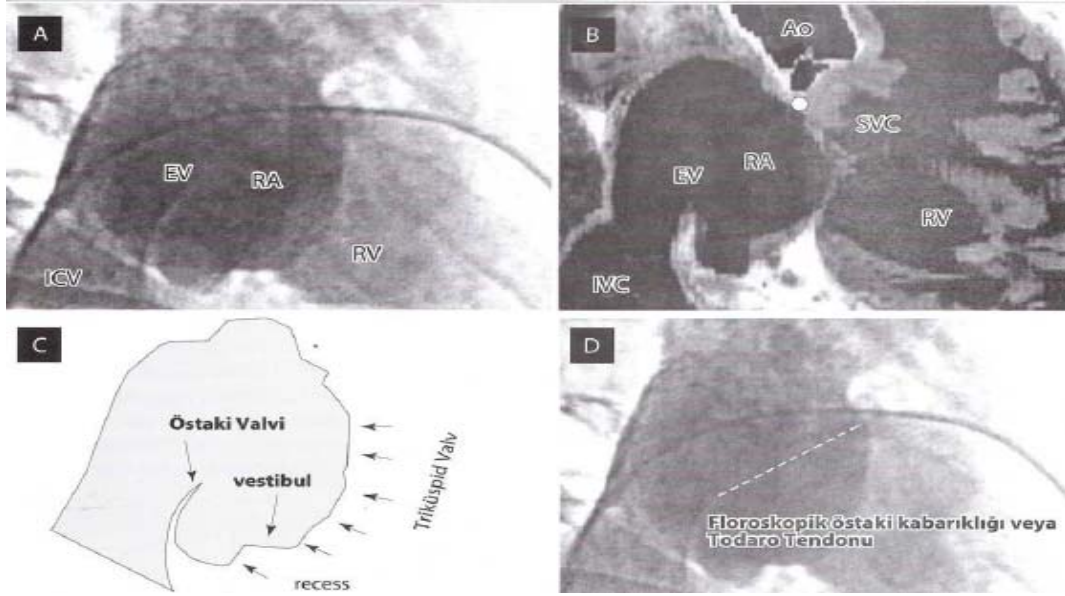 A
EV
RA
RV
ICV
B
Ao
SVC
EV
RA
RV
IVC
C
Östaki Valvi
vestibul
Triküspid Valv
recess
D
Floroskopik östaki kabarıklığı veya
Todaro Tendonu